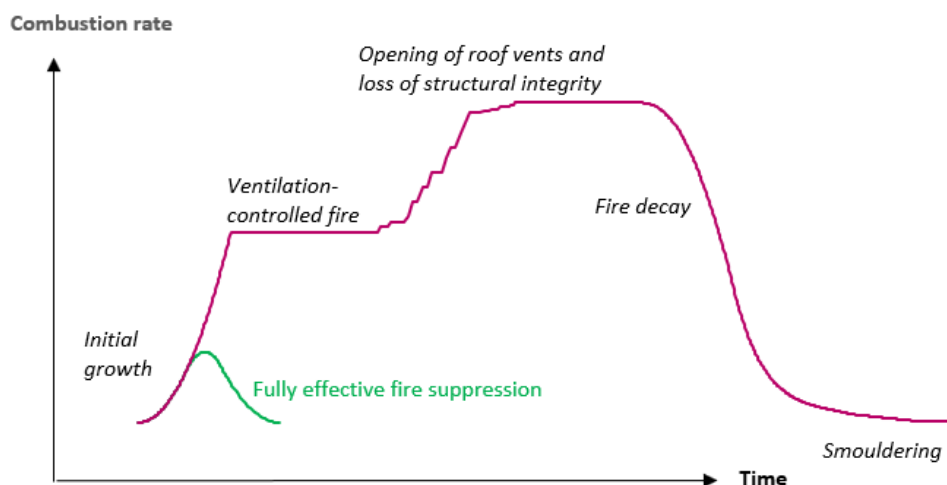 Combustion rate
Opening of roof vents and
loss of structural integrity
Ventilation-
controlled fire
Fire decay
Initial
growth
Fully effective fire suppression
Smouldering
Time